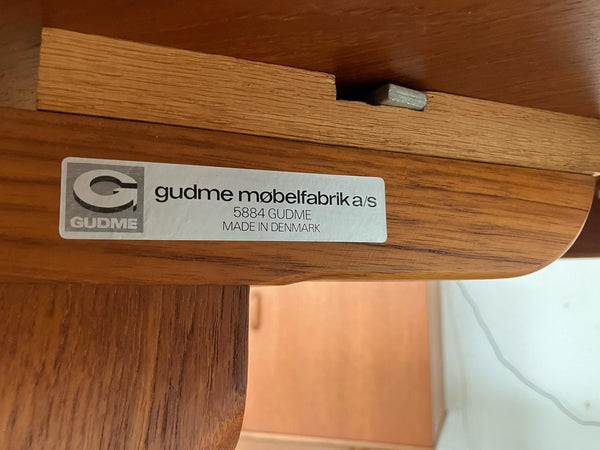 G
GUDME
gudme møbelfabrik a/s
5884 GUDME
MADE IN DENMARK